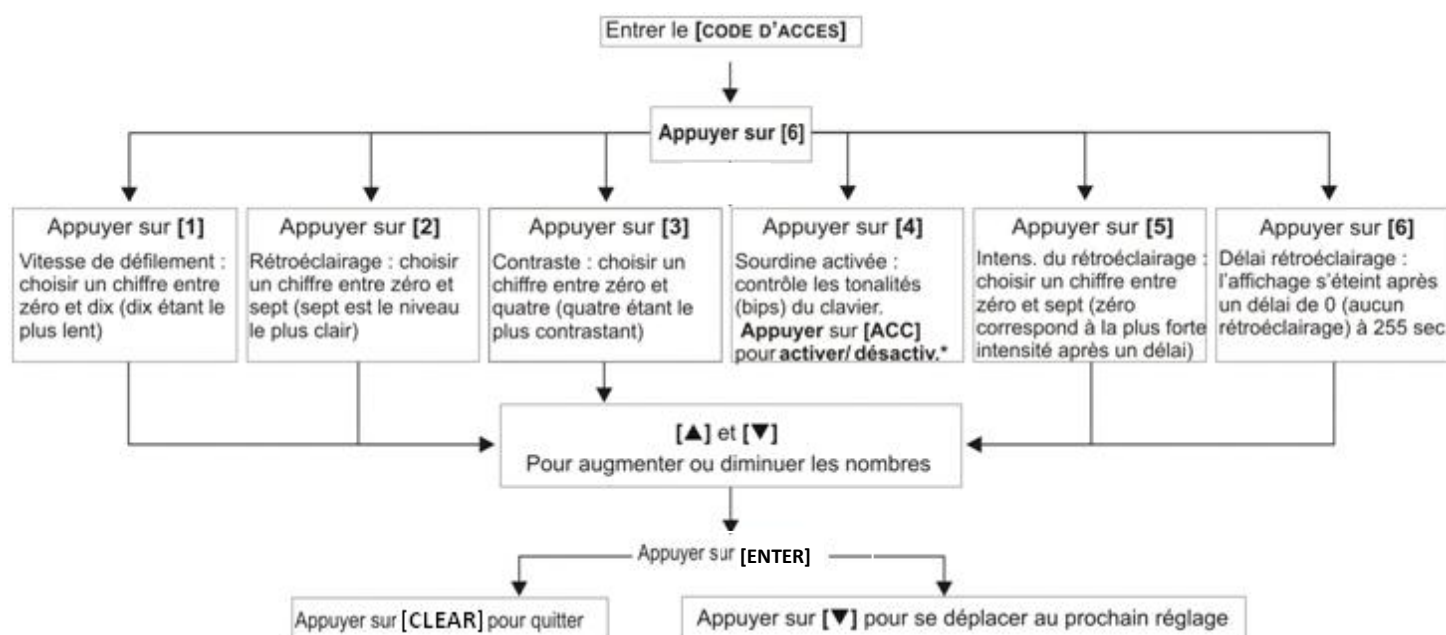 Entrer le [CODE D'ACCES]
Appuyer sur [6]
Appuyer sur [1]
Vitesse de défilement :
choisir un chiffre entre
zéro et dix (dix étant le
plus lent)
Appuyer sur [2]
Rétroéclairage : choisir
un chiffre entre zéro et
sept (sept est le niveau
le plus clair)
Appuyer sur [3]
Contraste : choisir un
chiffre entre zéro et
quatre (quatre étant le
plus contrastant)
Appuyer sur [4]
Sourdine activée :
contrôle les tonalités
(bips) du clavier.
Appuyer sur [ACC]
pour activer/ désactiv.*
Appuyer sur [5]
Intens. du rétroéclairage :
choisir un chiffre entre
zéro et sept (zéro
correspond à la plus forte
intensité après un délai)
Appuyer sur [6]
Délai rétroéclairage :
l'affichage s'éteint après
un délai de 0 (aucun
rétroéclairage) à 255 sec
[▲] et [▼]
Pour augmenter ou diminuer les nombres
Appuyer sur [ENTER]
Appuyer sur [CLEAR] pour quitter
Appuyer sur [▼] pour se déplacer au prochain réglage